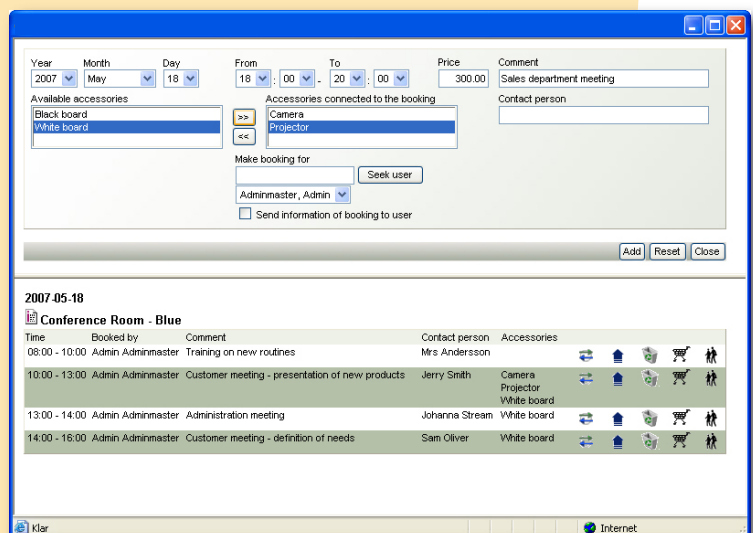 Year Month Day From To Price Comment
2007 May 18 18 : 00 - 20 : 00 300.00 Sales department meeting
Available accessories Accessories connected to the booking Contact person
Black board >> Camera
White board << Projector
Make booking for
Seek user
Adminmaster, Admin
Send information of booking to user
Add Reset Close
2007-05-18
Conference Room - Blue
Time Booked by Comment Contact person Accessories
08:00 - 10:00 Admin Adminmaster Training on new routines Mrs Andersson
10:00 - 13:00 Admin Adminmaster Customer meeting - presentation of new products Jerry Smith Camera
Projector
White board
13:00 - 14:00 Admin Adminmaster Administration meeting Johanna Stream White board
14:00 - 16:00 Admin Adminmaster Customer meeting - definition of needs Sam Oliver White board
Klar Internet